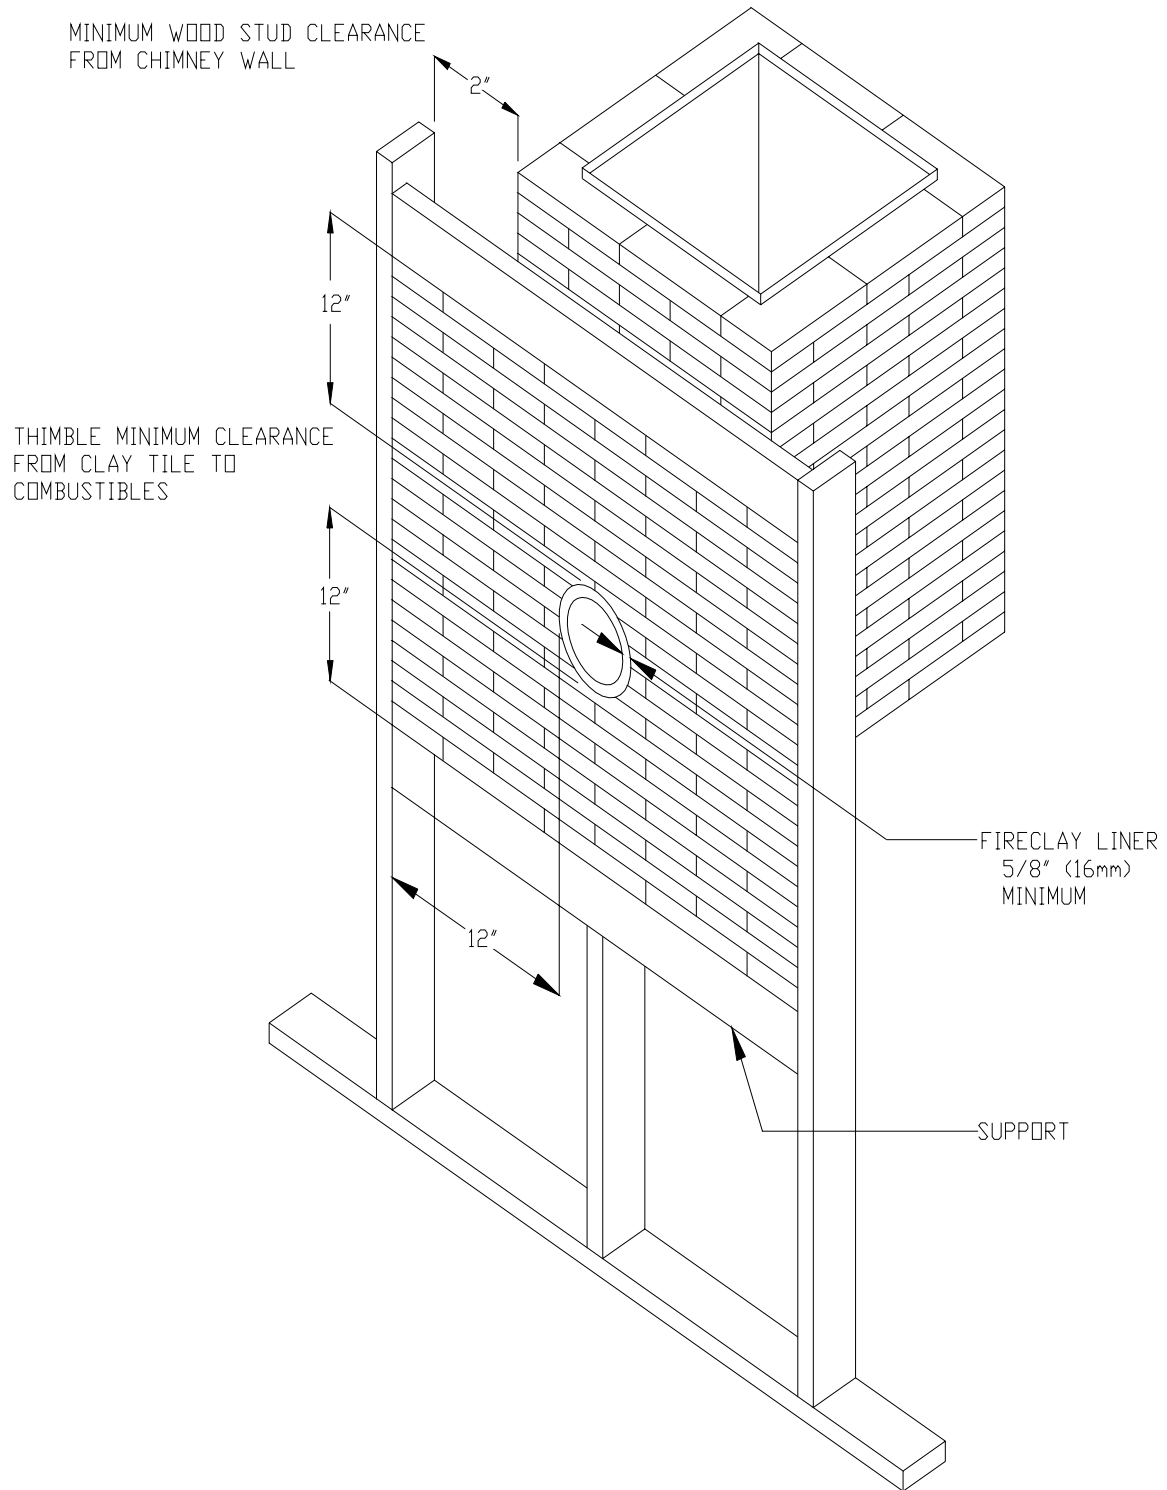 MINIMUM WOOD STUD CLEARANCE
FROM CHIMNEY WALL
2"
12"
THIMBLE MINIMUM CLEARANCE
FROM CLAY TILE TO
COMBUSTIBLES
12"
FIRECLAY LINER
5/8" (16mm)
MINIMUM
12"
SUPPORT